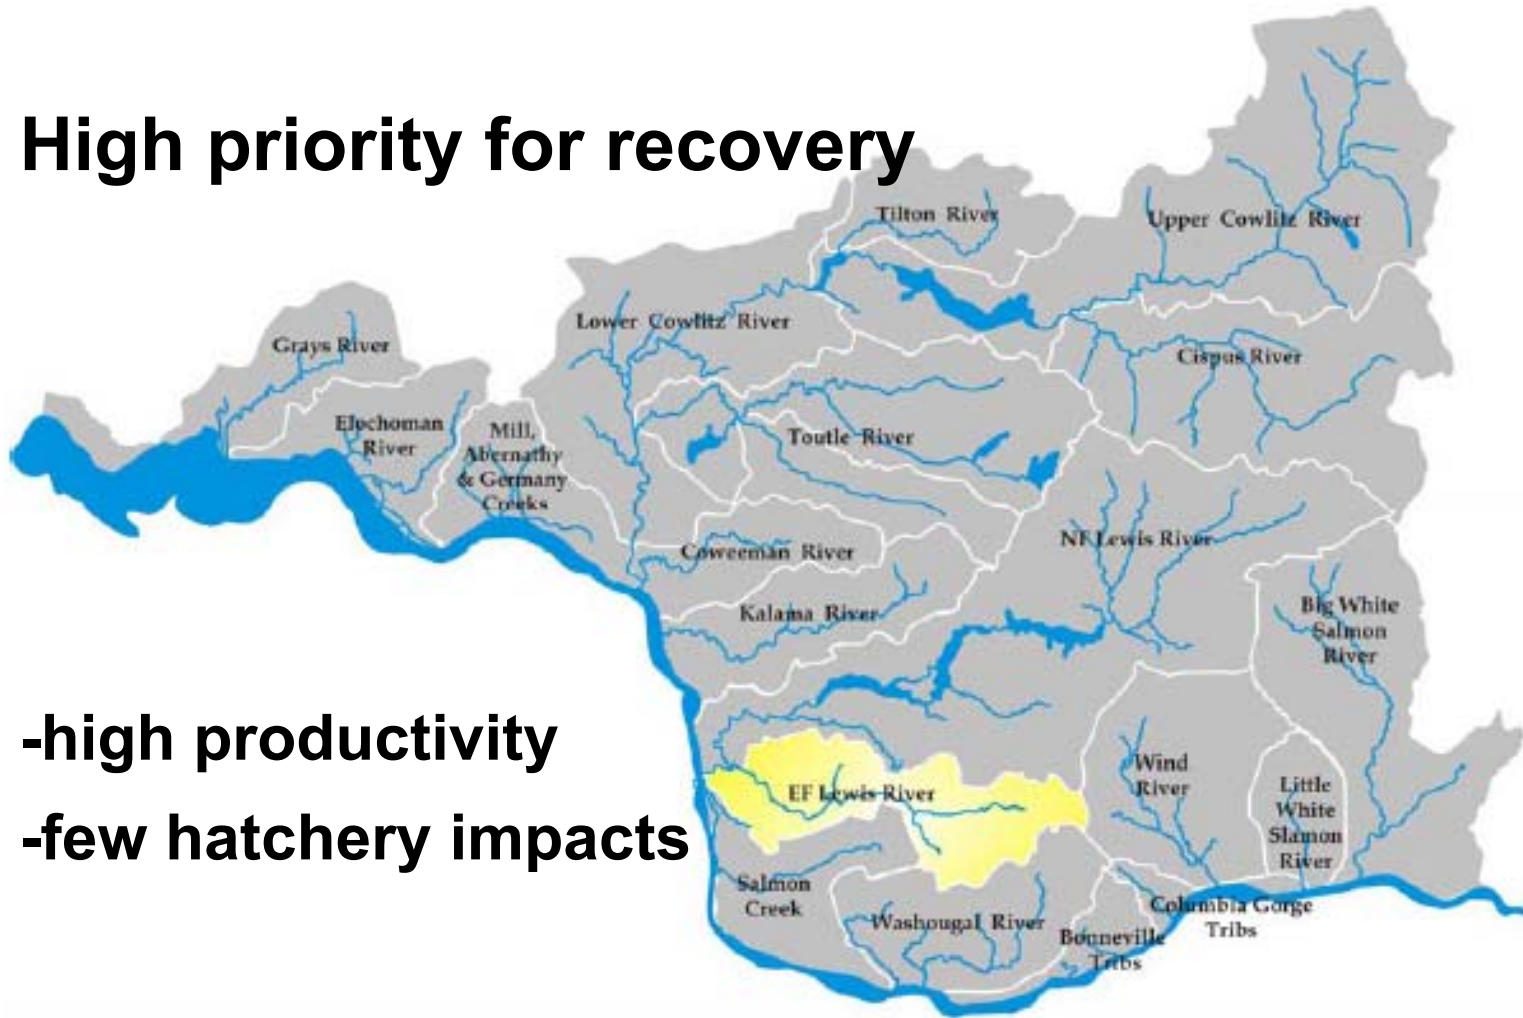 High priority for recovery
Tilton River
Upper Cowlitz River
Lower Cowlitz River
Grays River
Cispus River
Elochoman
River
Mill,
Abernathy
& Germany
Creeks
Toutle River
Coweeman River
NF Lewis River
Kalama River
Big White
Salmon
River
-high productivity
-few hatchery impacts
EF Lewis River
Wind
River
Little
White
Slamon
River
Salmon
Creek
Washougal River
Bonneville
Tribs
Columbia Gorge
Tribs